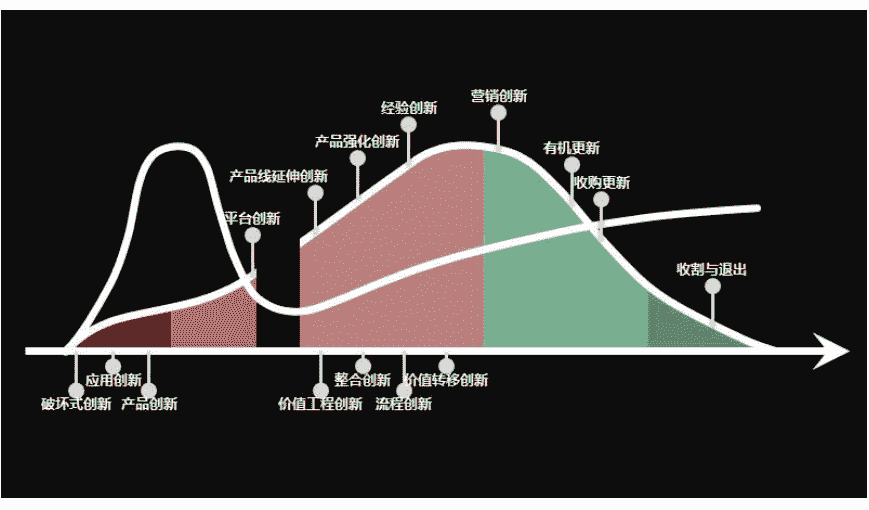 营销创新
经验创新
产品强化创新
有机更新
产品线延伸创新
收购更新
平台创新
收割与退出
应用创新
整合创新
价值转移创新
破坏式创新
产品创新
价值工程创新
流程创新